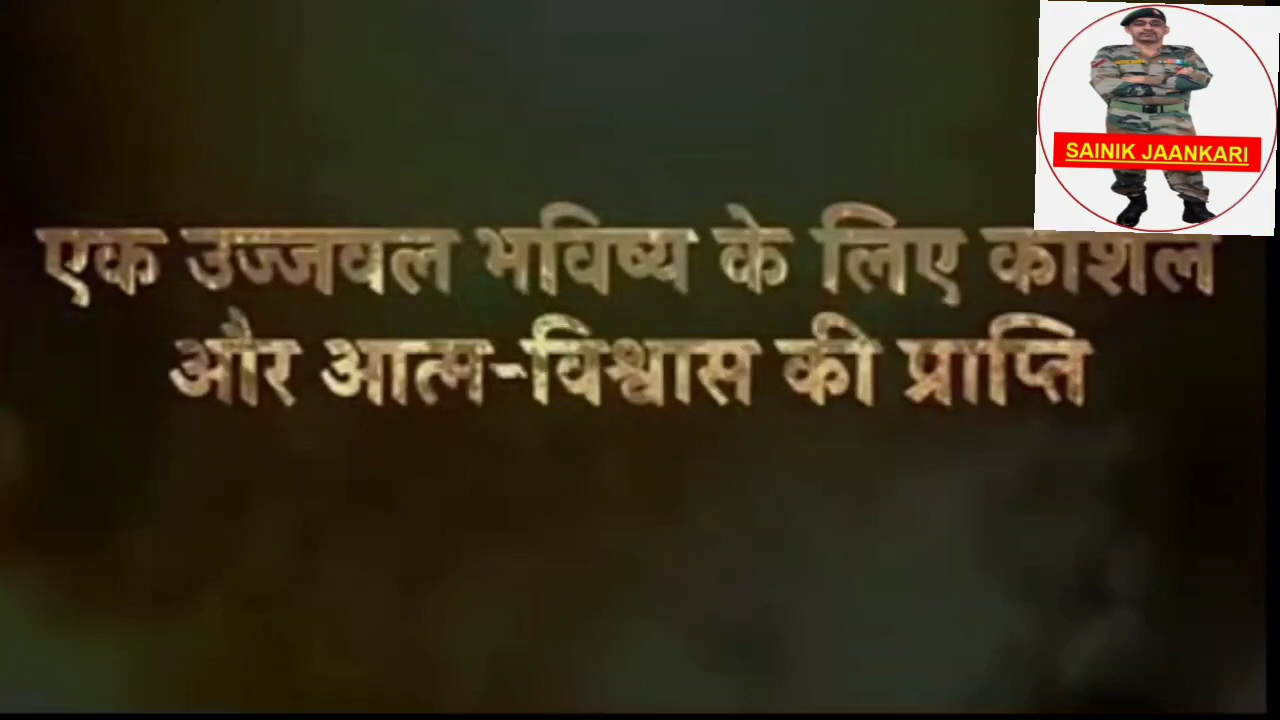 SAINIK JAANKARI
एक उज्जवल भविष्य के लिए कौशल
और आत्म-विश्वास की प्राप्ति